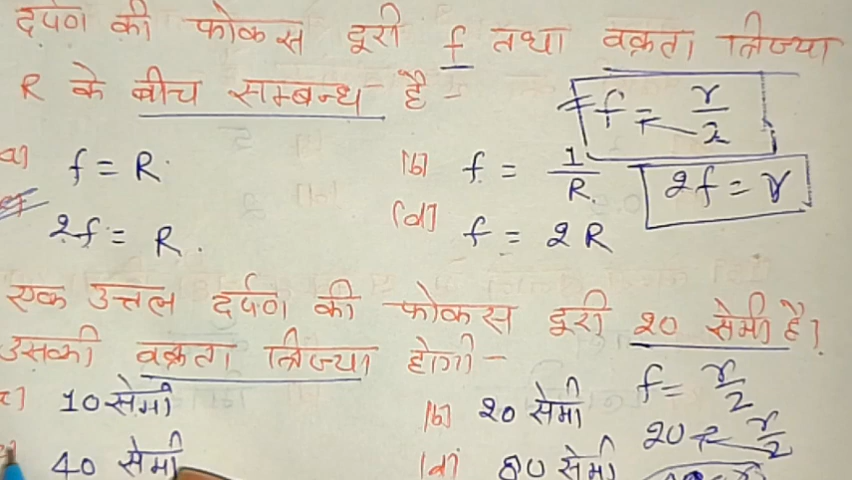 दर्पण की फोकस दूरी f तथा वक्रता त्रिज्या
R के बीच सम्बन्ध है -
f = r/2
a) f = R.
(b) f = 1/R.
2f = r
2f = R.
(d) f = 2R
एक उत्तल दर्पण की फोकस दूरी 20 सेमी है।
उसकी वक्रता त्रिज्या होगी -
f = r/2
10 सेमी
(b) 20 सेमी
20 = r/2
40 सेमी
(d) 80 सेमी